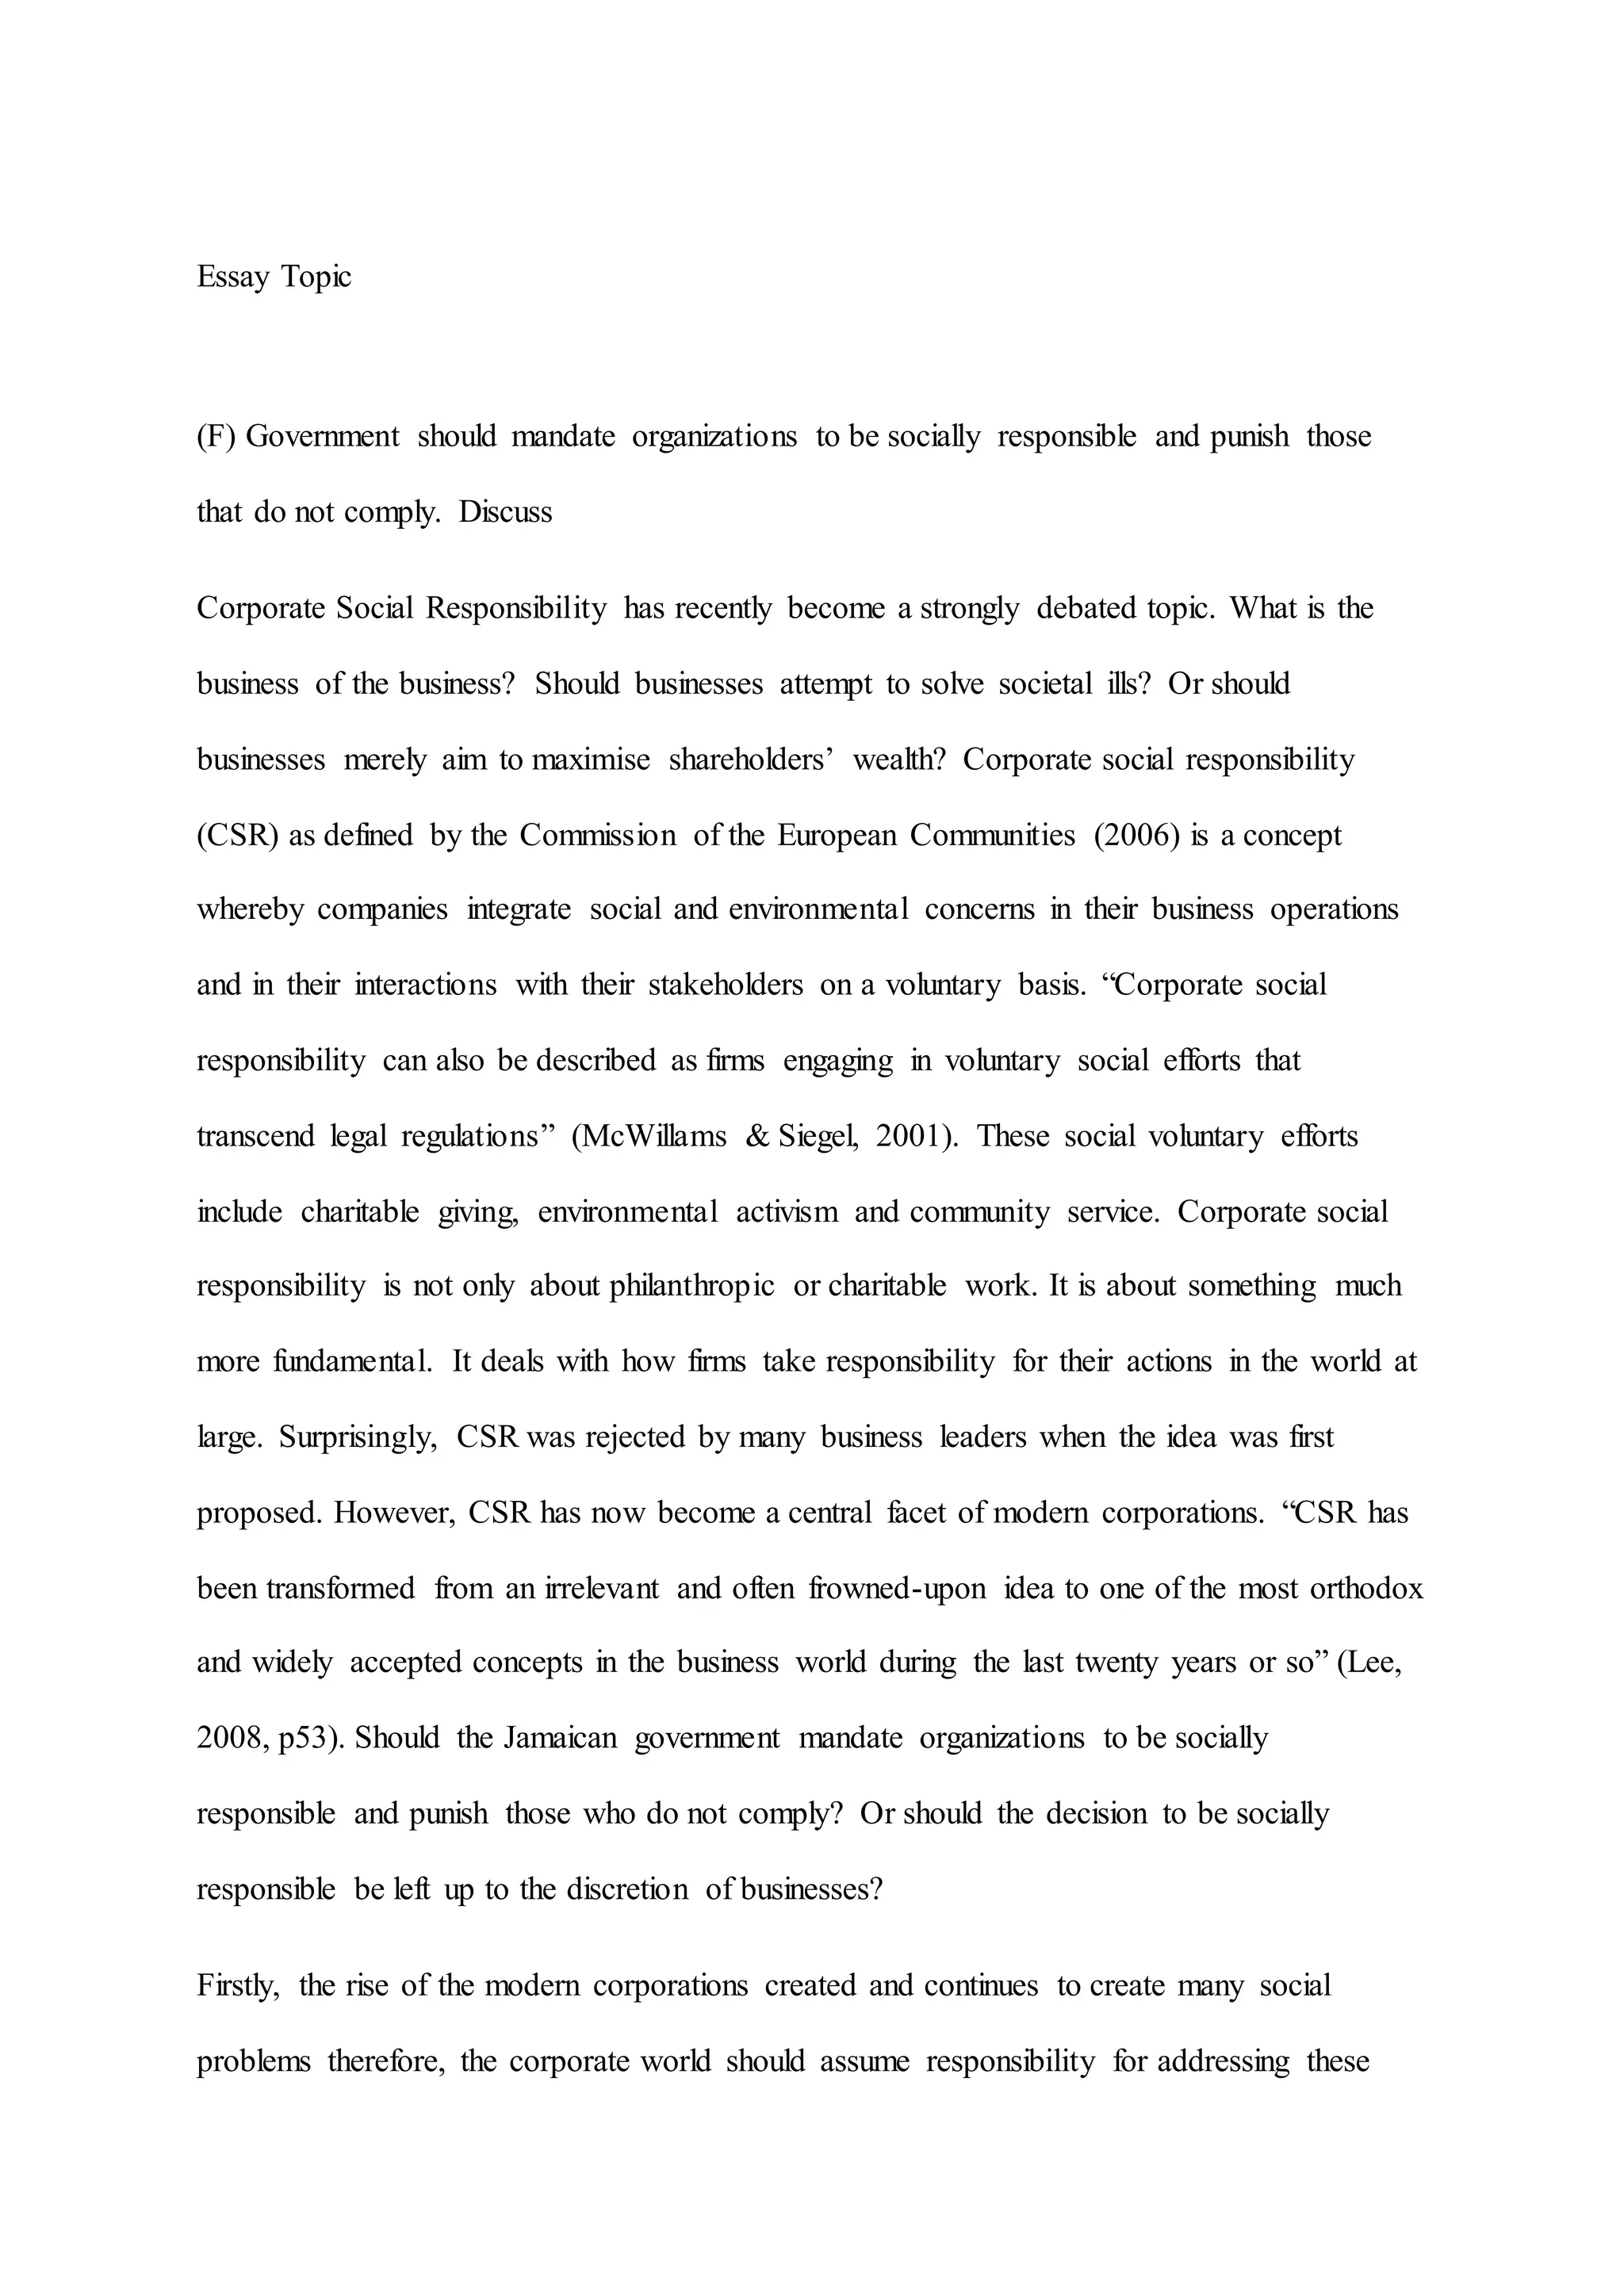 Essay Topic
(F) Government should mandate organizations to be socially responsible and punish those
that do not comply. Discuss
Corporate Social Responsibility has recently become a strongly debated topic. What is the
business of the business? Should businesses attempt to solve societal ills? Or should
businesses merely aim to maximise shareholders’ wealth? Corporate social responsibility
(CSR) as defined by the Commission of the European Communities (2006) is a concept
whereby companies integrate social and environmental concerns in their business operations
and in their interactions with their stakeholders on a voluntary basis. “Corporate social
responsibility can also be described as firms engaging in voluntary social efforts that
transcend legal regulations” (McWillams & Siegel, 2001). These social voluntary efforts
include charitable giving, environmental activism and community service. Corporate social
responsibility is not only about philanthropic or charitable work. It is about something much
more fundamental. It deals with how firms take responsibility for their actions in the world at
large. Surprisingly, CSR was rejected by many business leaders when the idea was first
proposed. However, CSR has now become a central facet of modern corporations. “CSR has
been transformed from an irrelevant and often frowned-upon idea to one of the most orthodox
and widely accepted concepts in the business world during the last twenty years or so” (Lee,
2008, p53). Should the Jamaican government mandate organizations to be socially
responsible and punish those who do not comply? Or should the decision to be socially
responsible be left up to the discretion of businesses?
Firstly, the rise of the modern corporations created and continues to create many social
problems therefore, the corporate world should assume responsibility for addressing these